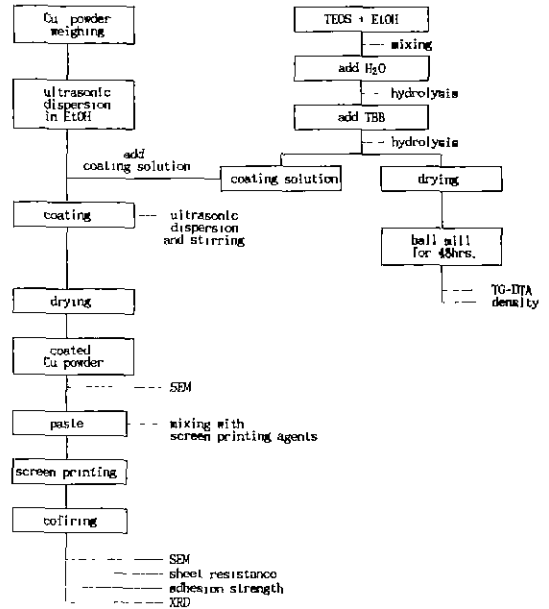 Cu powder
weighing
ultrasonic
dispersion
in EtOH
add
coating solution
coating
ultrasonic
dispersion
and stirring
drying
coated
Cu powder
SEM
paste
mixing with
screen printing agents
screen printing
cofiring
SEM
sheet resistance
adhesion strength
XRD
TEOS + EtOH
mixing
add H₂O
hydrolysis
add TBB
hydrolysis
coating solution
drying
ball mill
for 48hrs.
TG-DTA
density